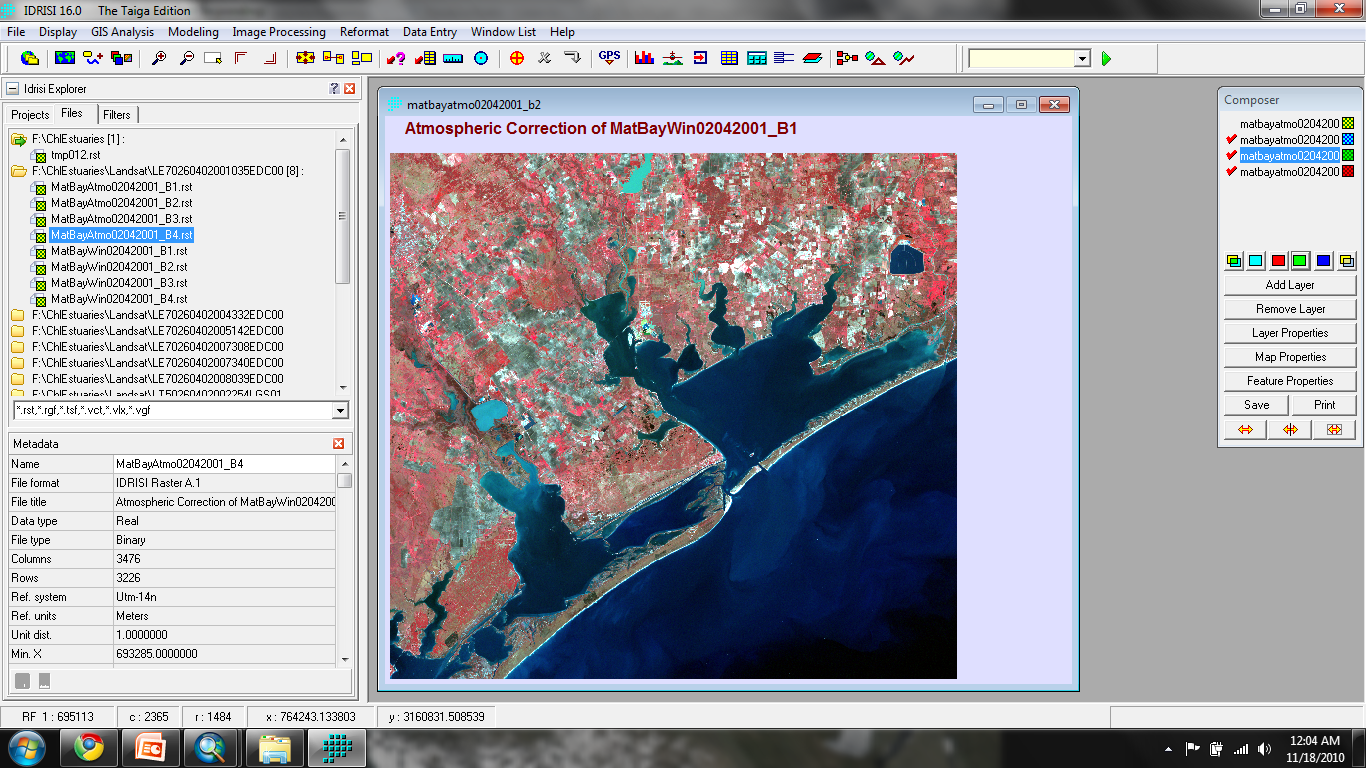 IDRISI 16.0 The Taiga Edition
File Display GIS Analysis Modeling Image Processing Reformat Data Entry Window List Help
GPS
Idrisi Explorer
Projects Files Filters
F:\ChlEstuaries [1] :
tmp012.rst
F:\ChlEstuaries\Landsat\LE70260402001035EDC00 [8] :
MatBayAtmo02042001_B1.rst
MatBayAtmo02042001_B2.rst
MatBayAtmo02042001_B3.rst
MatBayAtmo02042001_B4.rst
MatBayWin02042001_B1.rst
MatBayWin02042001_B2.rst
MatBayWin02042001_B3.rst
MatBayWin02042001_B4.rst
F:\ChlEstuaries\Landsat\LE70260402004332EDC00
F:\ChlEstuaries\Landsat\LE70260402005142EDC00
F:\ChlEstuaries\Landsat\LE70260402007308EDC00
F:\ChlEstuaries\Landsat\LE70260402007340EDC00
F:\ChlEstuaries\Landsat\LE70260402008039EDC00
F:\ChlEstuaries\Landsat\LT50260402002254LGS01
*.rst,*.rgf,*.tsf,*.vct,*.vlx,*.vgf
Metadata
Name MatBayAtmo02042001_B4
File format IDRISI Raster A.1
File title Atmospheric Correction of MatBayWin0204200
Data type Real
File type Binary
Columns 3476
Rows 3226
Ref. system Utm-14n
Ref. units Meters
Unit dist. 1.0000000
Min. X 693285.0000000
matbayatmo02042001_b2
Atmospheric Correction of MatBayWin02042001_B1
Composer
matbayatmo0204200
matbayatmo0204200
matbayatmo0204200
matbayatmo0204200
Add Layer
Remove Layer
Layer Properties
Map Properties
Feature Properties
Save Print
RF 1 : 695113 c : 2365 r : 1484 x : 764243.133803 y : 3160831.508539
12:04 AM
11/18/2010